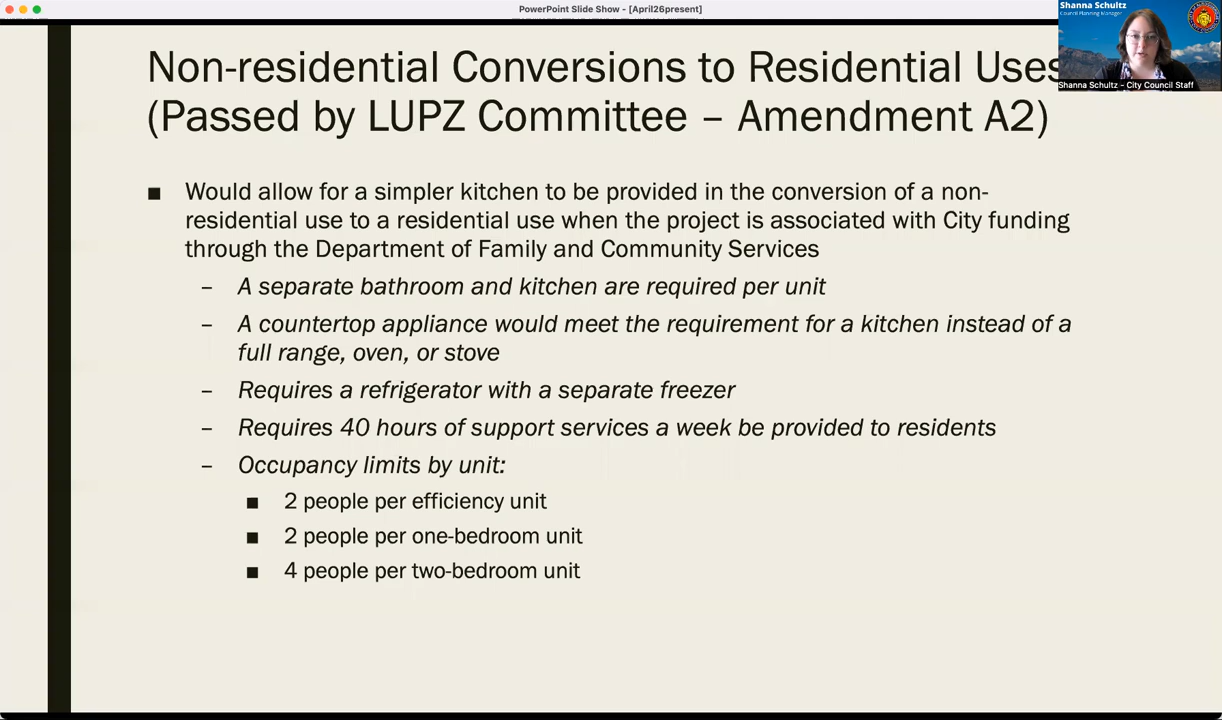 PowerPoint Slide Show - [April26present]
Shanna Schultz
Council Planning Manager
Shanna Schultz - City Council Staff
Non-residential Conversions to Residential Uses
(Passed by LUPZ Committee – Amendment A2)
■ Would allow for a simpler kitchen to be provided in the conversion of a non-
residential use to a residential use when the project is associated with City funding
through the Department of Family and Community Services
– A separate bathroom and kitchen are required per unit
– A countertop appliance would meet the requirement for a kitchen instead of a
full range, oven, or stove
– Requires a refrigerator with a separate freezer
– Requires 40 hours of support services a week be provided to residents
– Occupancy limits by unit:
■ 2 people per efficiency unit
■ 2 people per one-bedroom unit
■ 4 people per two-bedroom unit